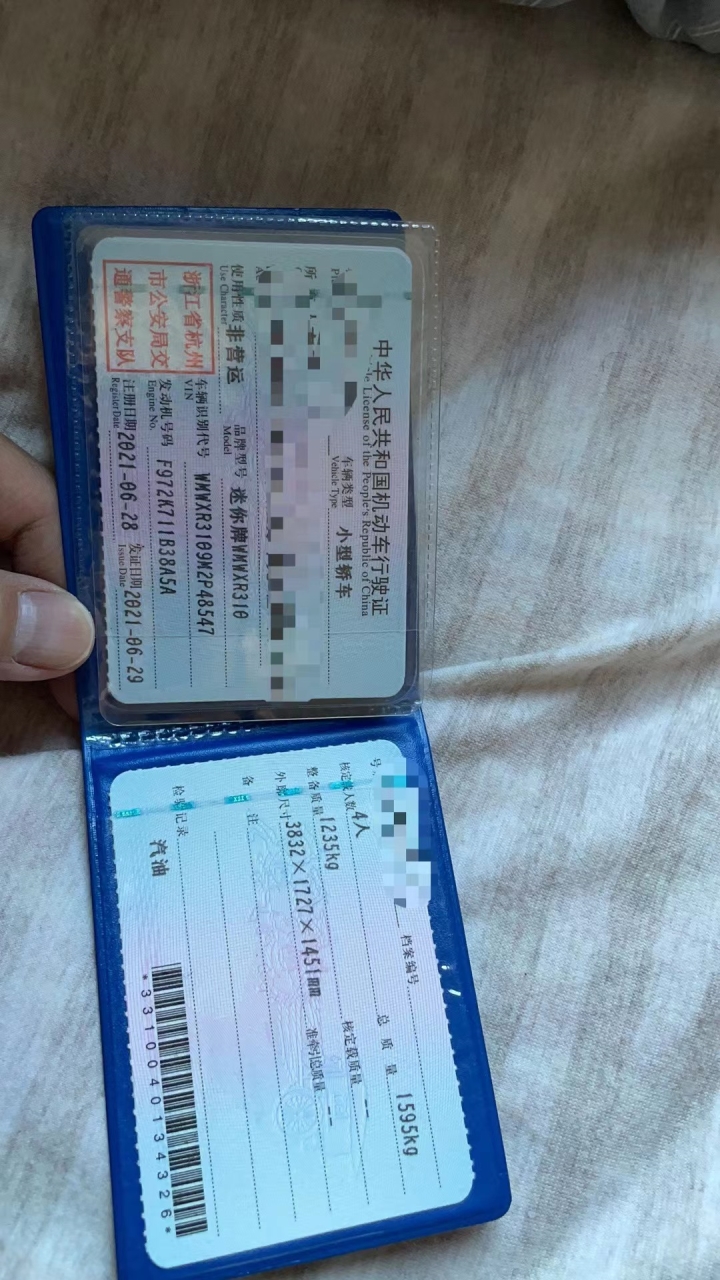 中华人民共和国机动车行驶证
License of the People's Republic of China
车辆类型 小型轿车
Vehicle Type
所
使用性质 非营运 品牌型号 迷你牌WMWXR310
Use Character Model
浙江省杭州
市公安局交
通警察支队
车辆识别代号 WMWXR3109M2P48547
VIN
发动机号码 F972K711B38A5A
Engine No.
注册日期 2021-06-28 发证日期 2021-06-29
Register Date Issue Date
号 档案编号
核定载人数 4人 总质量 1595kg
整备质量 1235kg 核定载质量 --
外廓尺寸 3832×1727×1451mm 准牵引总质量 --
备 注
检验记录
汽油
*3310040134326*